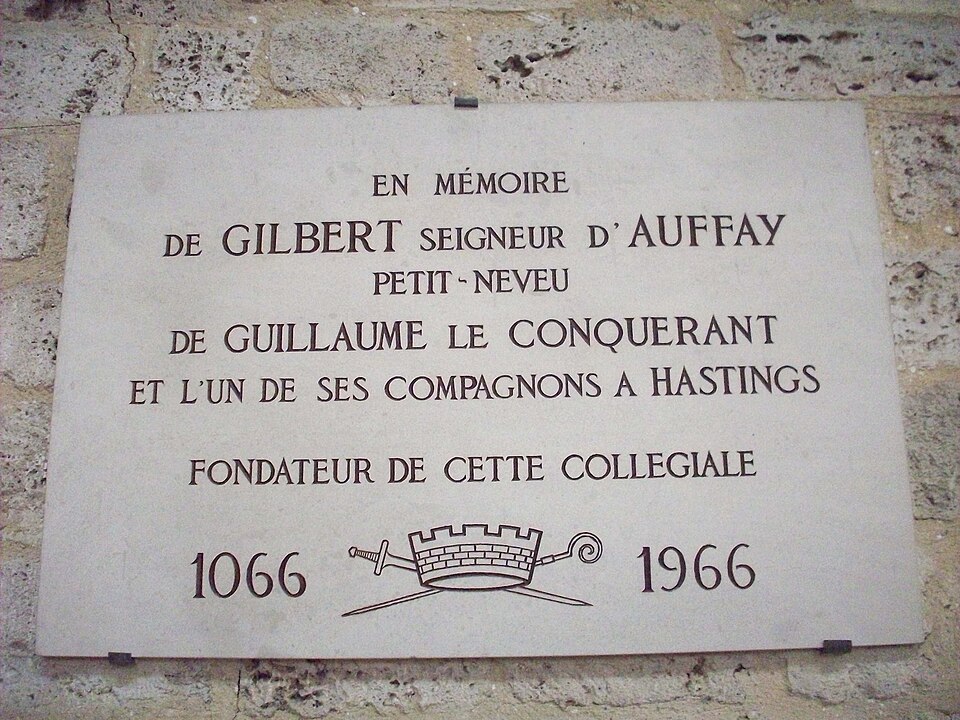 EN MÉMOIRE
DE GILBERT SEIGNEUR D'AUFFAY
PETIT-NEVEU
DE GUILLAUME LE CONQUERANT
ET L'UN DE SES COMPAGNONS A HASTINGS
FONDATEUR DE CETTE COLLEGIALE
1066 1966